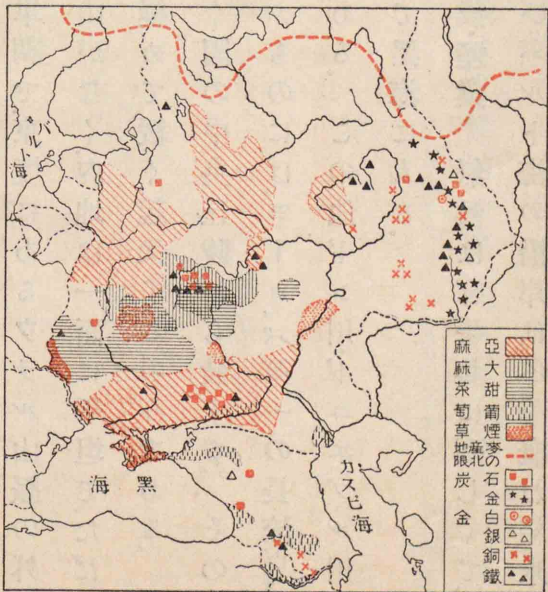 バルト海
黑海
カスピ海
亞麻
大麻
甜菜
葡萄
煙草
麥産地
の北限
石炭
金
白金
銀
銅
鐵